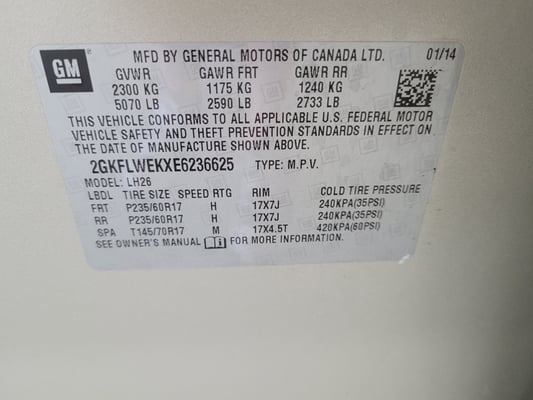 GM MFD BY GENERAL MOTORS OF CANADA LTD. 01/14
GVWR GAWR FRT GAWR RR
2300 KG 1175 KG 1240 KG
5070 LB 2590 LB 2733 LB
THIS VEHICLE CONFORMS TO ALL APPLICABLE U.S. FEDERAL MOTOR
VEHICLE SAFETY AND THEFT PREVENTION STANDARDS IN EFFECT ON
THE DATE OF MANUFACTURE SHOWN ABOVE.
2GKFLWEKXE6236625 TYPE: M.P.V.
MODEL: LH26
LBDL TIRE SIZE SPEED RTG RIM COLD TIRE PRESSURE
FRT P235/60R17 H 17X7J 240KPA(35PSI)
RR P235/60R17 H 17X7J 240KPA(35PSI)
SPA T145/70R17 M 17X4.5T 420KPA(60PSI)
SEE OWNER'S MANUAL FOR MORE INFORMATION.